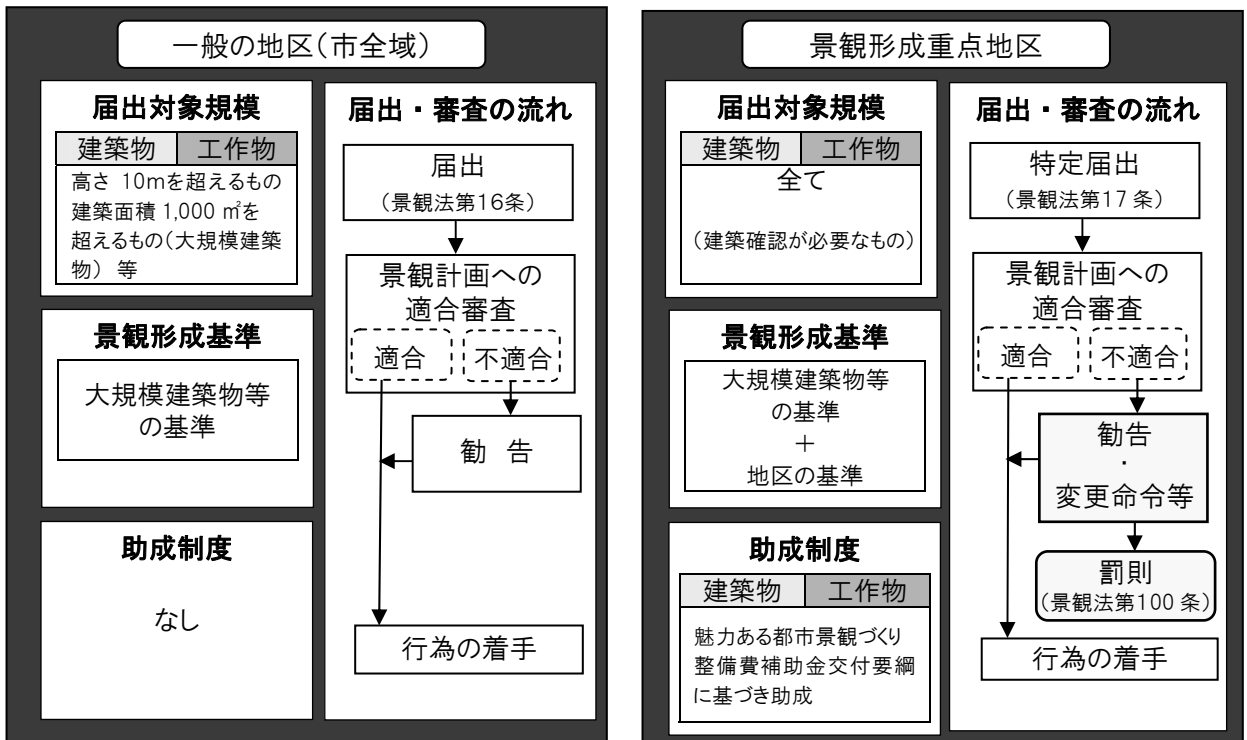 一般の地区(市全域)
届出対象規模
建築物 工作物
高さ 10mを超えるもの
建築面積 1,000 ㎡を
超えるもの(大規模建築
物) 等
景観形成基準
大規模建築物等
の基準
助成制度
なし
届出・審査の流れ
届出
(景観法第16条)
景観計画への
適合審査
適合 不適合
勧 告
行為の着手
景観形成重点地区
届出対象規模
建築物 工作物
全て
(建築確認が必要なもの)
景観形成基準
大規模建築物等
の基準
+
地区の基準
助成制度
建築物 工作物
魅力ある都市景観づくり
整備費補助金交付要綱
に基づき助成
届出・審査の流れ
特定届出
(景観法第17 条)
景観計画への
適合審査
適合 不適合
勧告
・
変更命令等
罰則
(景観法第100 条)
行為の着手